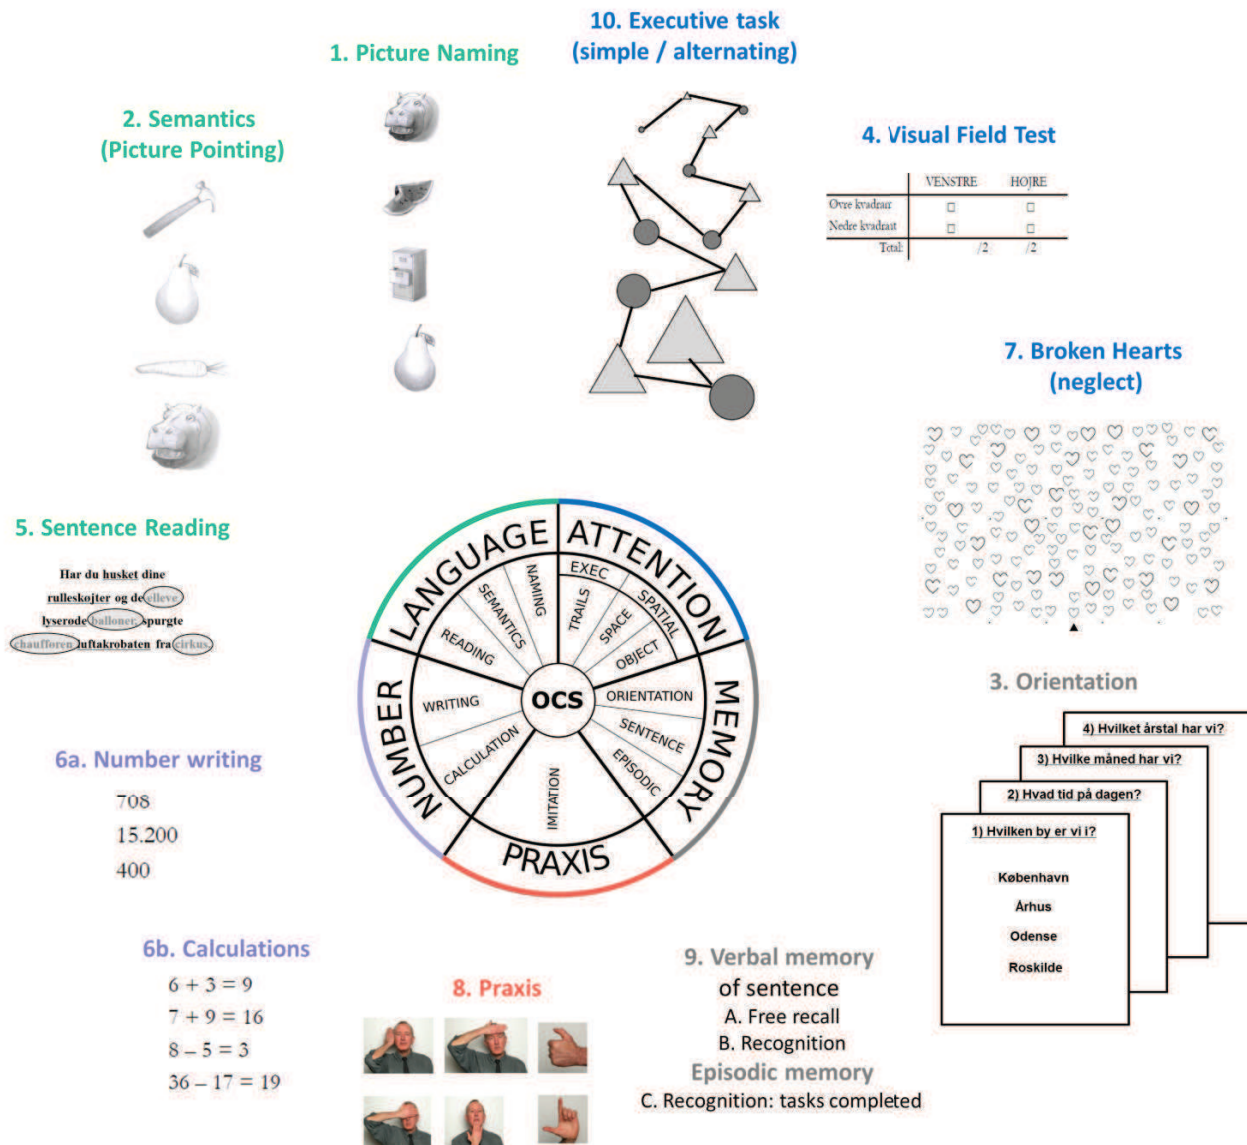 10. Executive task
(simple / alternating)
1. Picture Naming
2. Semantics
(Picture Pointing)
4. Visual Field Test
VENSTRE HOJRE
Ovre kvadrant
Nedre kvadrant
Total: /2 /2
7. Broken Hearts
(neglect)
5. Sentence Reading
Har du husket dine
rulleskøjter og de elleve
lyserøde balloner, spurgte
chaufføren luftakrobaten fra cirkus.
LANGUAGE
ATTENTION
NUMBER
MEMORY
PRAXIS
OCS
NAMING
SEMANTICS
READING
EXEC
TRAILS
SPATIAL
SPACE
OBJECT
WRITING
CALCULATION
ORIENTATION
SENTENCE
EPISODIC
IMITATION
3. Orientation
4) Hvilket årstal har vi?
3) Hvilke måned har vi?
2) Hvad tid på dagen?
1) Hvilken by er vi i?
København
Århus
Odense
Roskilde
6a. Number writing
708
15.200
400
6b. Calculations
6 + 3 = 9
7 + 9 = 16
8 – 5 = 3
36 – 17 = 19
8. Praxis
9. Verbal memory
of sentence
A. Free recall
B. Recognition
Episodic memory
C. Recognition: tasks completed